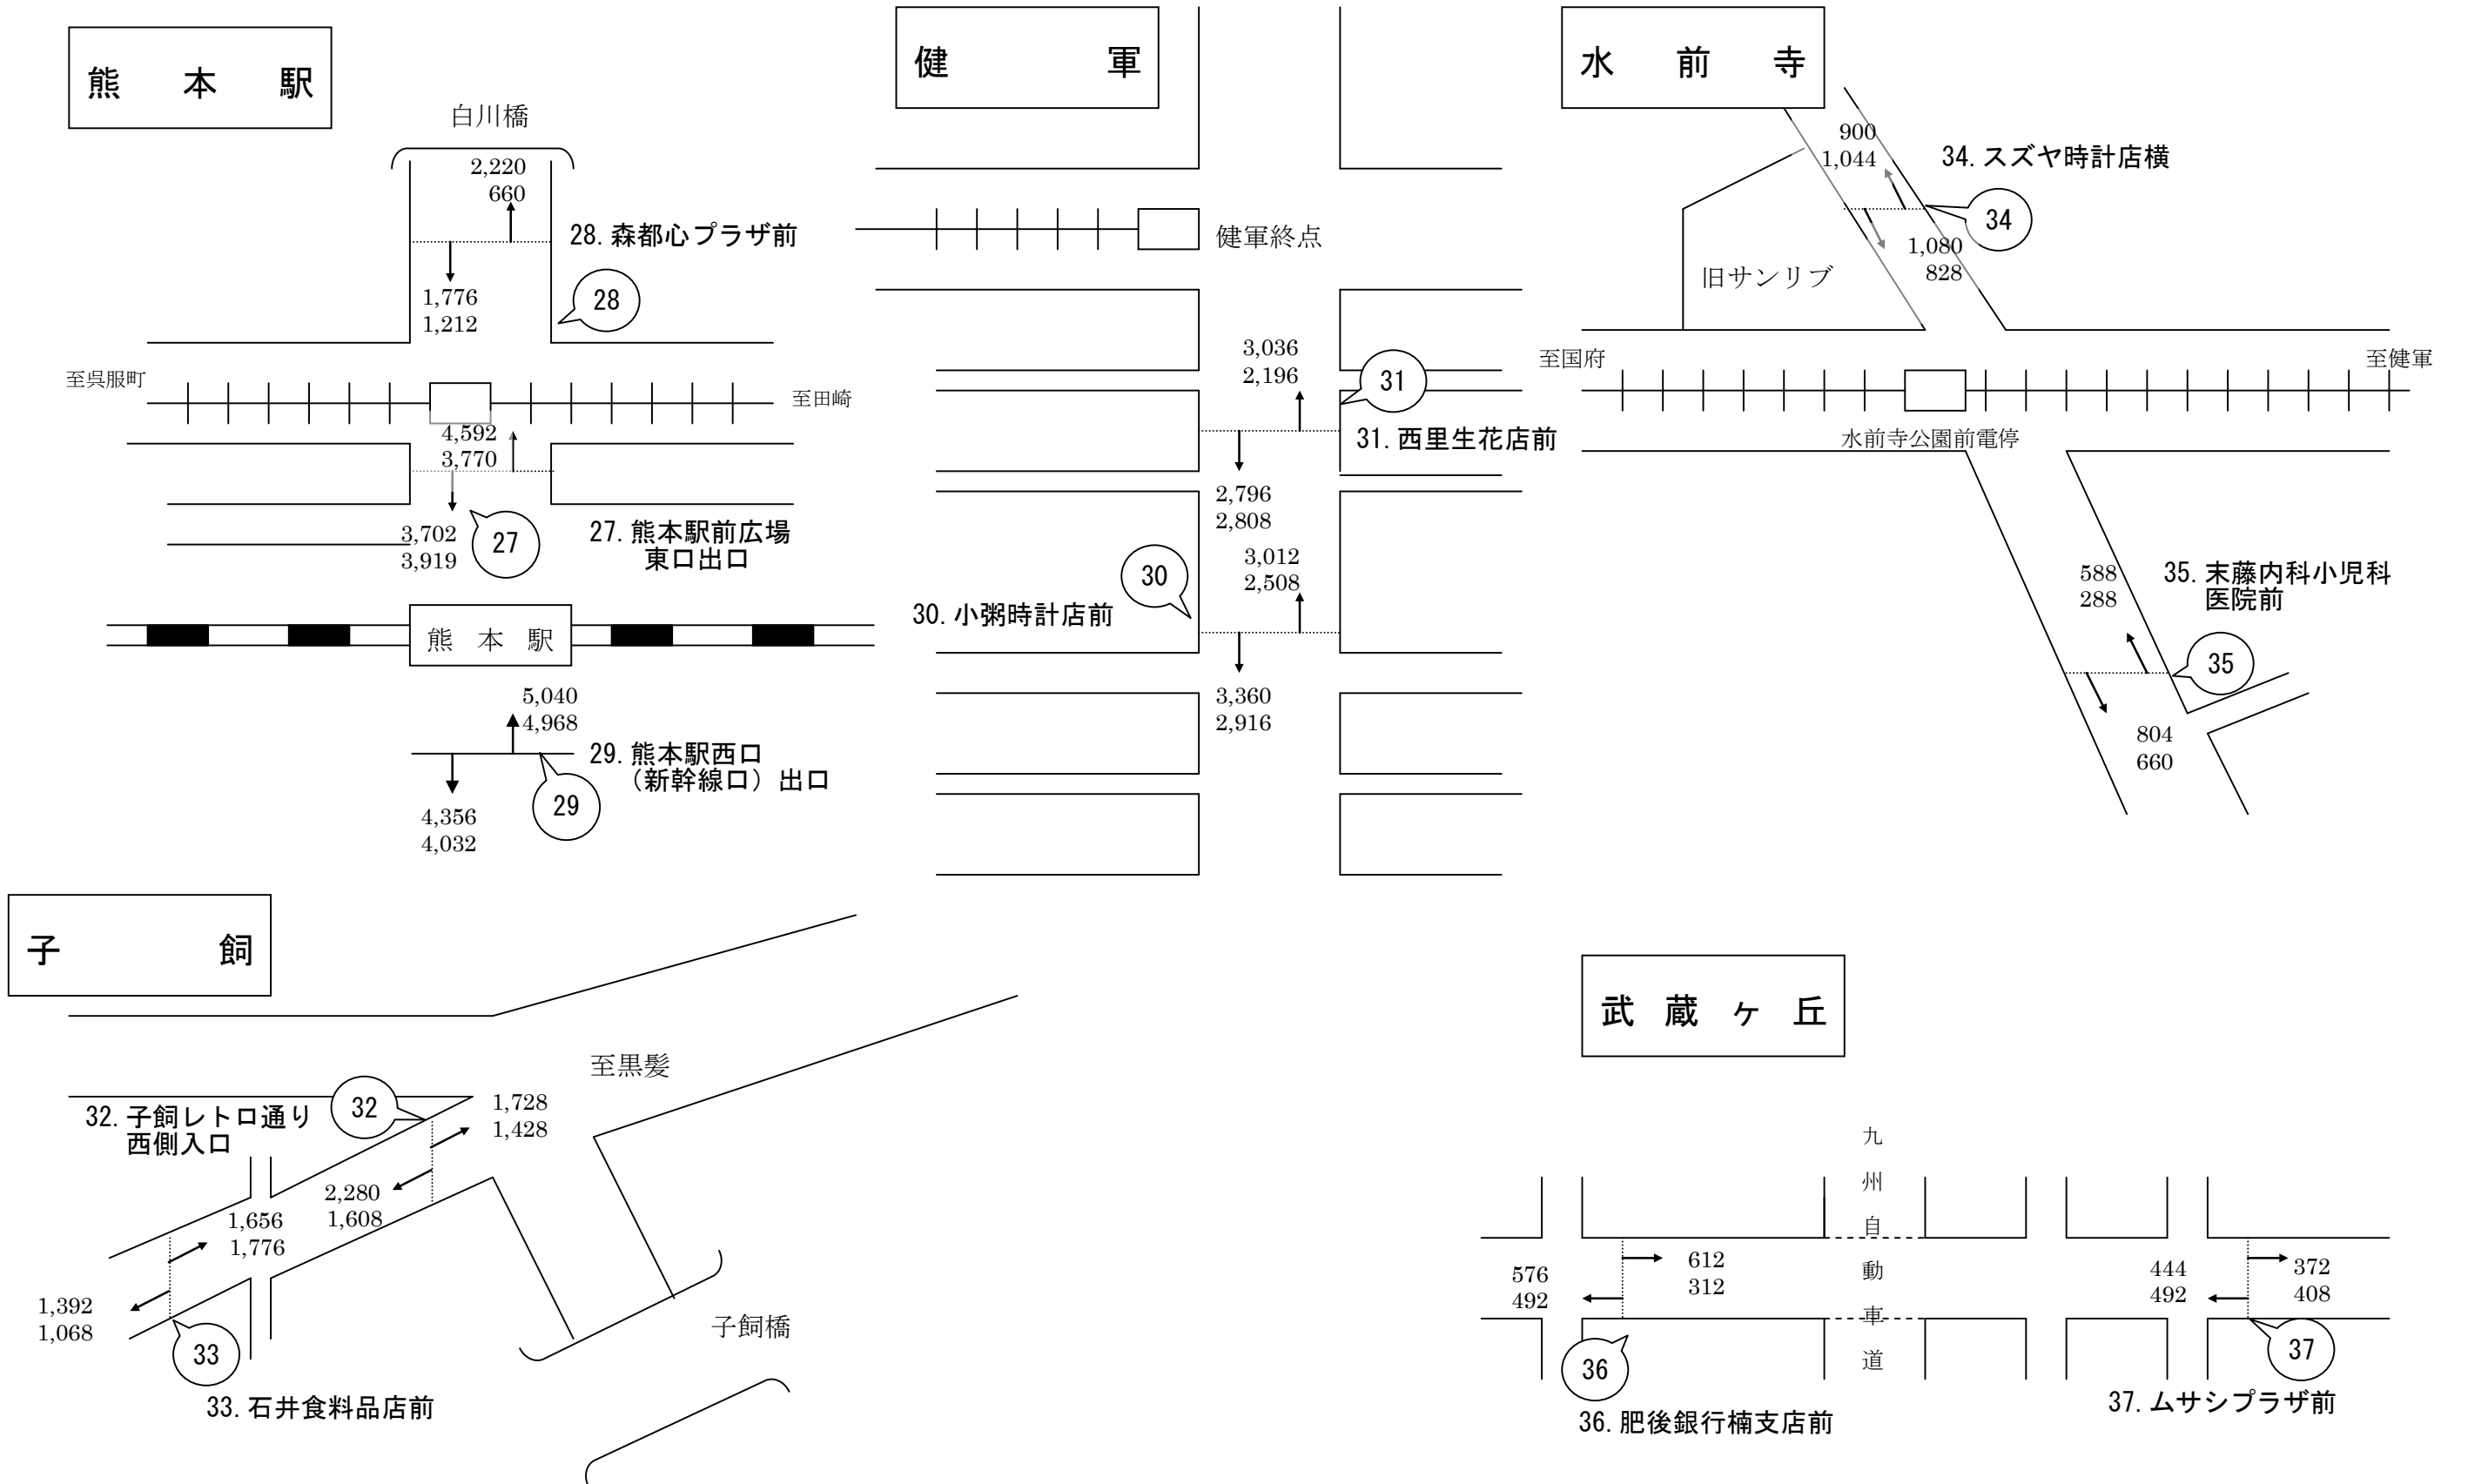 熊本駅
白川橋
2,220
660
28. 森都心プラザ前
28
1,776
1,212
至呉服町
至田崎
4,592
3,770
3,702
3,919
27
27. 熊本駅前広場
東口出口
熊本駅
5,040
4,968
29. 熊本駅西口
（新幹線口）出口
29
4,356
4,032
健軍
健軍終点
3,036
2,196
31
31. 西里生花店前
2,796
2,808
3,012
2,508
30
30. 小粥時計店前
3,360
2,916
水前寺
900
1,044
34. スズヤ時計店横
34
1,080
828
旧サンリブ
至国府
至健軍
水前寺公園前電停
588
288
35. 末藤内科小児科
医院前
35
804
660
子飼
至黒髪
32
32. 子飼レトロ通り
西側入口
1,728
1,428
2,280
1,608
1,656
1,776
1,392
1,068
33
33. 石井食料品店前
子飼橋
武蔵ヶ丘
九州自動車道
576
492
612
312
444
492
372
408
36
36. 肥後銀行楠支店前
37
37. ムサシプラザ前